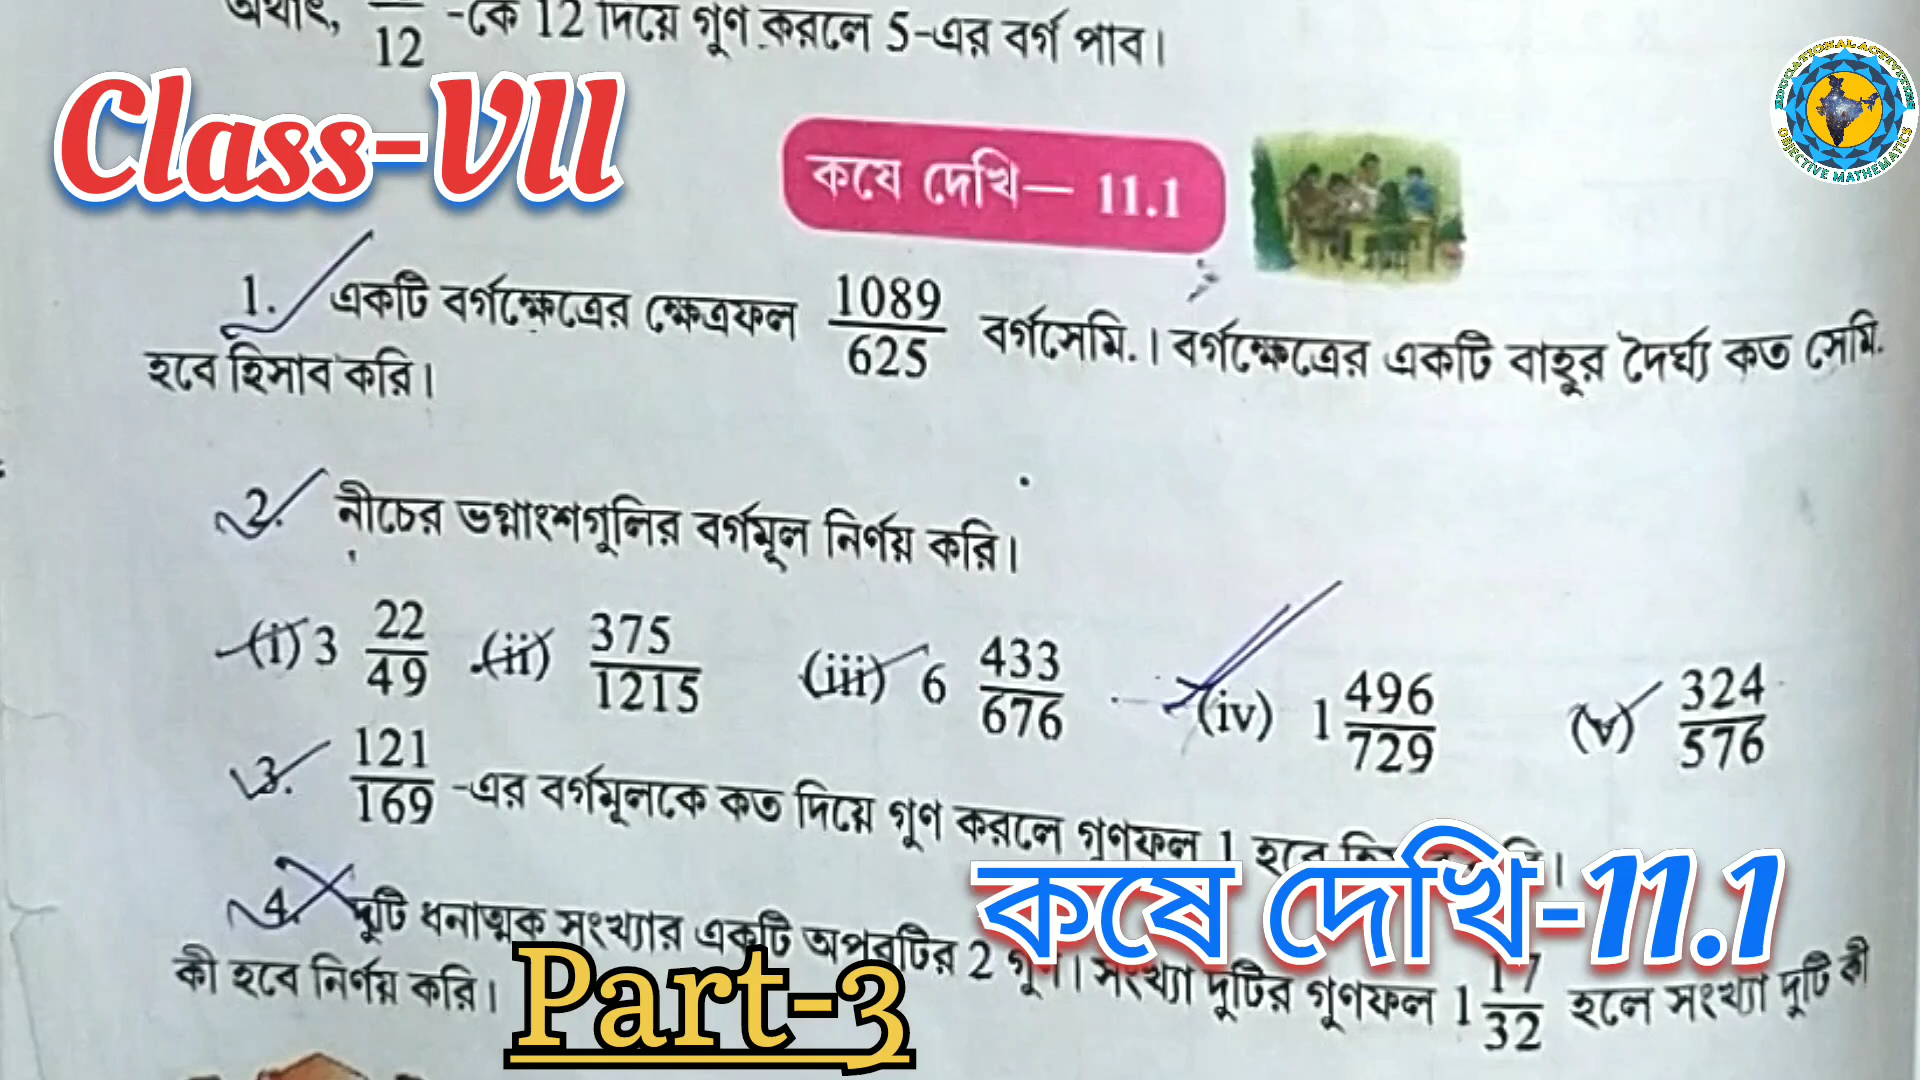 অর্থাৎ, 12 -কে 12 দিয়ে গুণ করলে 5-এর বর্গ পাব।
Class-VII
EDUCATIONAL ACTIVITIES
OBJECTIVE MATHEMATICS
কষে দেখি— 11.1
1. একটি বর্গক্ষেত্রের ক্ষেত্রফল 1089/625 বর্গসেমি.। বর্গক্ষেত্রের একটি বাহুর দৈর্ঘ্য কত সেমি.
হবে হিসাব করি।
2. নীচের ভগ্নাংশগুলির বর্গমূল নির্ণয় করি।
(i) 3 22/49 (ii) 375/1215 (iii) 6 433/676 (iv) 1 496/729 (v) 324/576
3. 121/169 -এর বর্গমূলকে কত দিয়ে গুণ করলে গুণফল 1 হবে
কষে দেখি-11.1
4. দুটি ধনাত্মক সংখ্যার একটি অপরটির 2 গুণ। সংখ্যা দুটির গুণফল 1 17/32 হলে সংখ্যা দুটি কী
কী হবে নির্ণয় করি।
Part-3